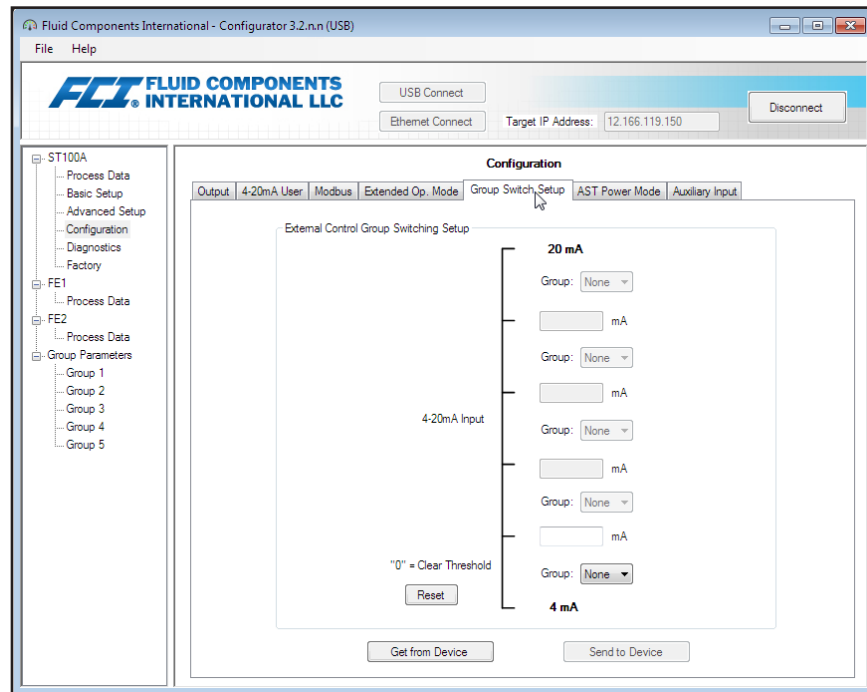 Fluid Components International - Configurator 3.2.n.n (USB)
File Help
FCI. FLUID COMPONENTS
INTERNATIONAL LLC
USB Connect
Ethernet Connect
Target IP Address:
12.166.119.150
Disconnect
ST100A
Process Data
Basic Setup
Advanced Setup
Configuration
Diagnostics
Factory
FE1
Process Data
FE2
Process Data
Group Parameters
Group 1
Group 2
Group 3
Group 4
Group 5
Configuration
Output 4-20mA User Modbus Extended Op. Mode Group Switch Setup AST Power Mode Auxiliary Input
External Control Group Switching Setup
20 mA
Group: None
mA
Group: None
mA
4-20mA Input
Group: None
mA
Group: None
mA
"0" = Clear Threshold
Group: None
Reset
4 mA
Get from Device
Send to Device